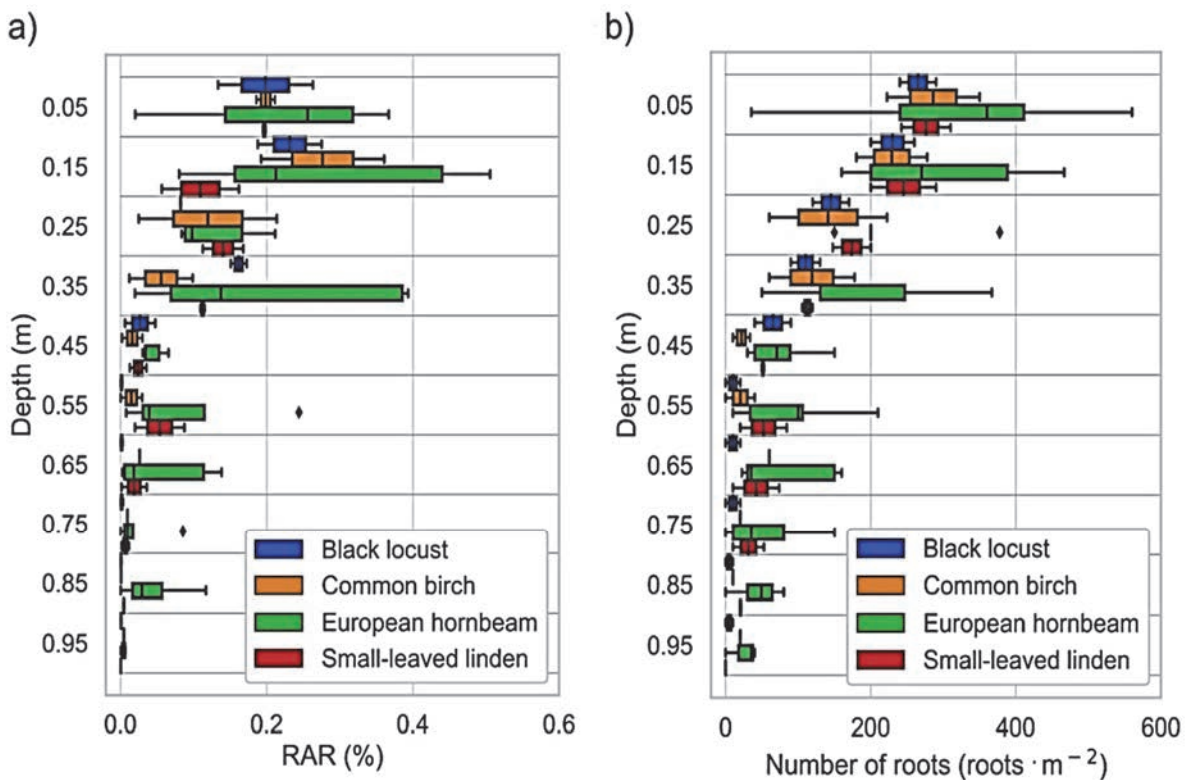 a)
0.05
0.15
0.25
0.35
0.45
0.55
0.65
0.75
0.85
0.95
Depth (m)
Black locust
Common birch
European hornbeam
Small-leaved linden
0.0 0.2 0.4 0.6
RAR (%)
b)
0.05
0.15
0.25
0.35
0.45
0.55
0.65
0.75
0.85
0.95
Depth (m)
Black locust
Common birch
European hornbeam
Small-leaved linden
0 200 400 600
Number of roots (roots · m⁻²)